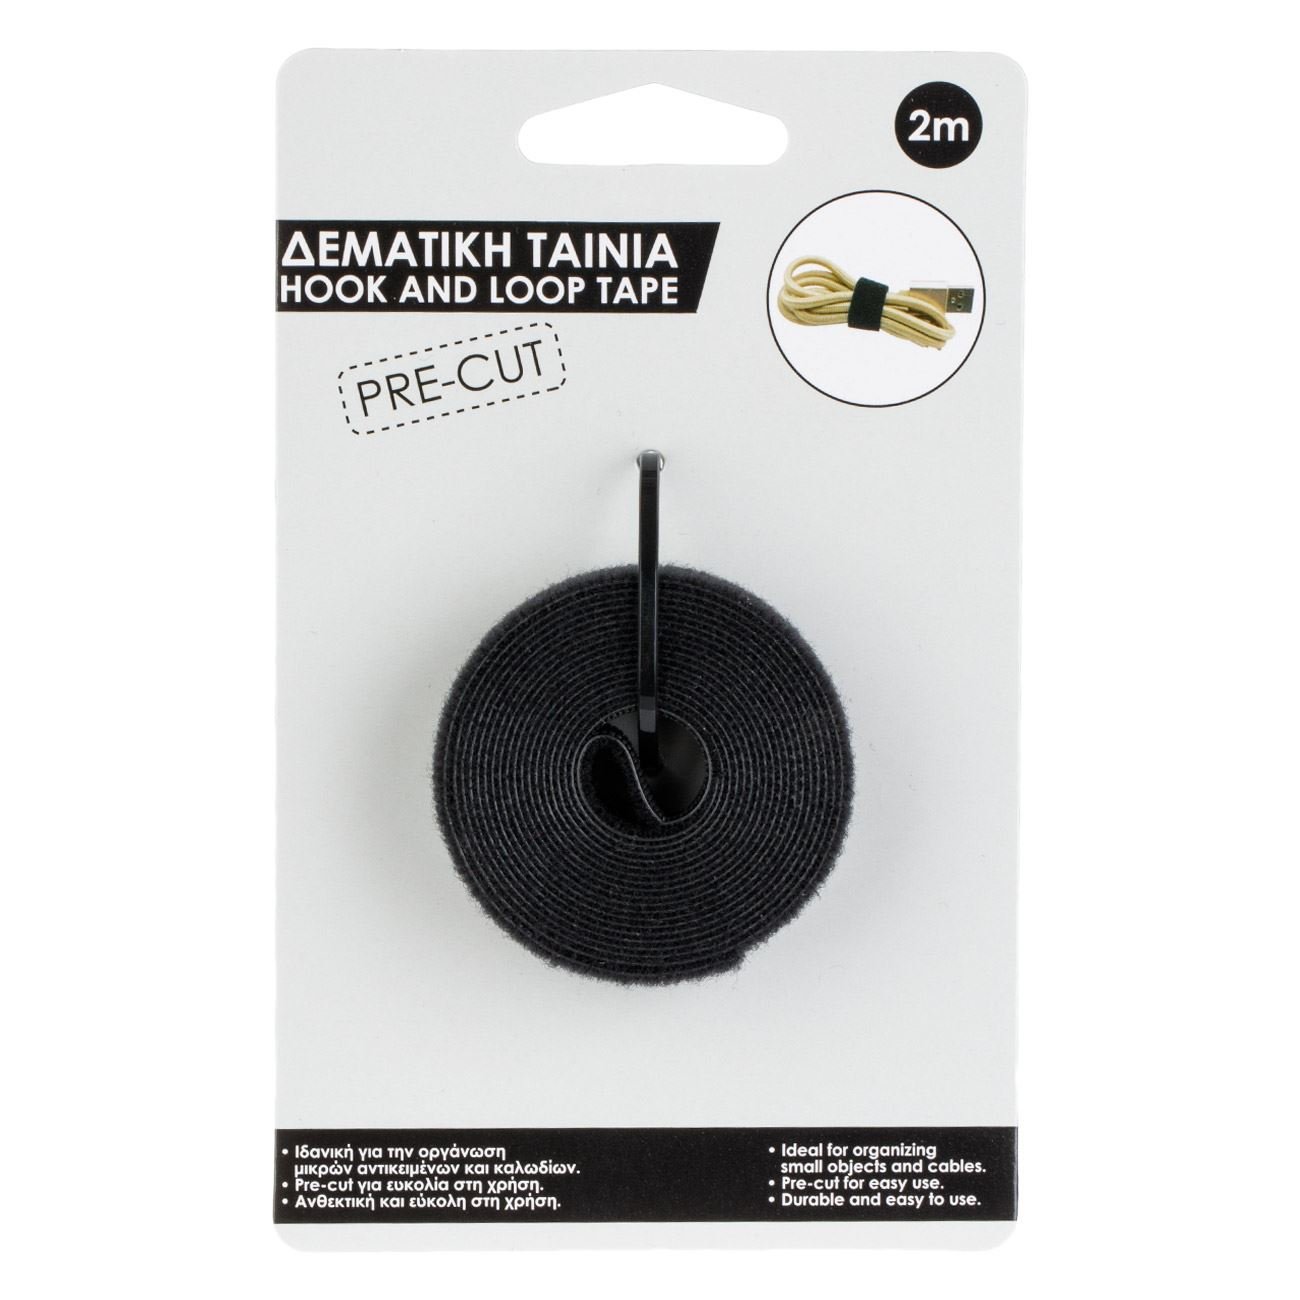 2m
ΔΕΜΑΤΙΚΗ ΤΑΙΝΙΑ
HOOK AND LOOP TAPE
PRE-CUT
• Ιδανική για την οργάνωση
μικρών αντικειμένων και καλωδίων.
• Pre-cut για ευκολία στη χρήση.
• Ανθεκτική και εύκολη στη χρήση.
• Ideal for organizing
small objects and cables.
• Pre-cut for easy use.
• Durable and easy to use.